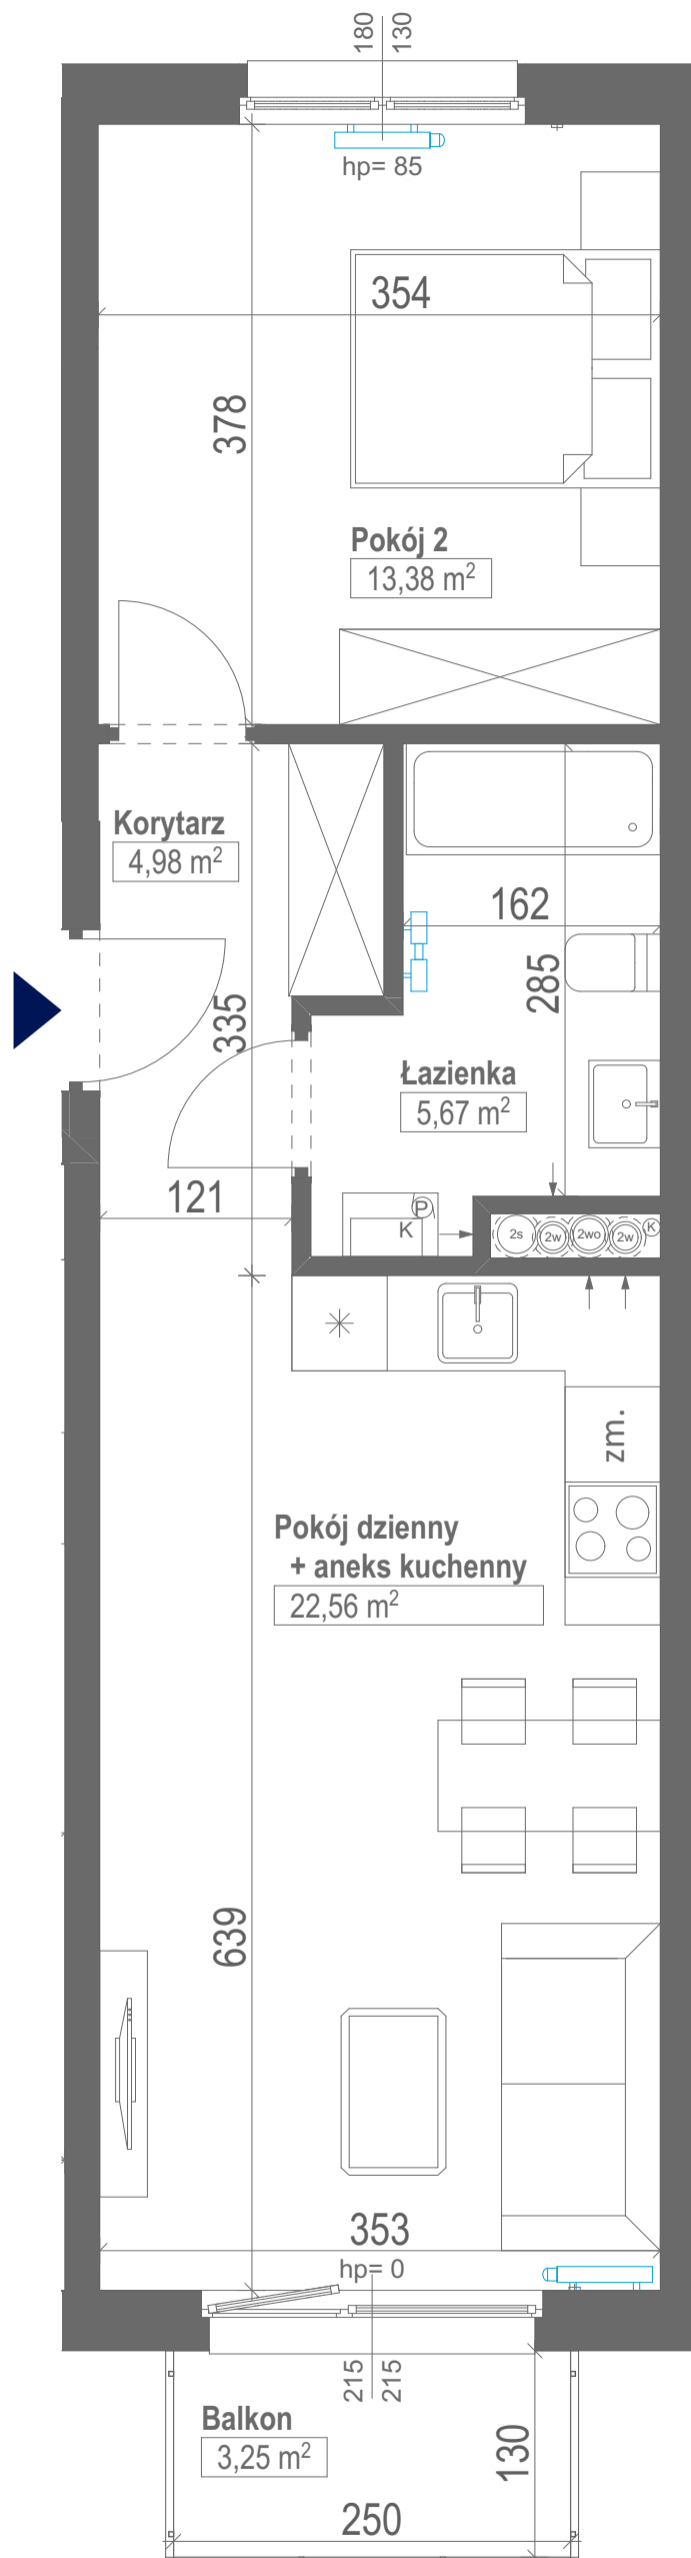 180
130
hp= 85
354
378
Pokój 2
13,38 m²
Korytarz
4,98 m²
162
285
335
Łazienka
5,67 m²
121
P
K
2s
2w
2wo
2w
K
zm.
Pokój dzienny
+ aneks kuchenny
22,56 m²
639
353
hp= 0
215
215
Balkon
3,25 m²
130
250